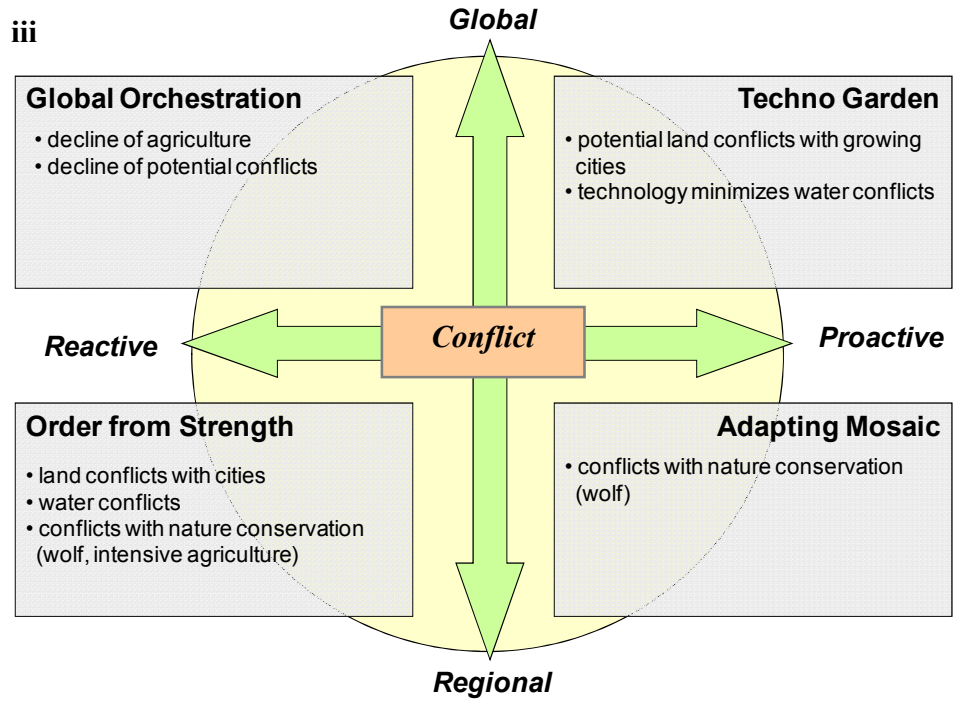 iii
Global
Global Orchestration
• decline of agriculture
• decline of potential conflicts
Techno Garden
• potential land conflicts with growing
cities
• technology minimizes water conflicts
Reactive
Conflict
Proactive
Order from Strength
• land conflicts with cities
• water conflicts
• conflicts with nature conservation
(wolf, intensive agriculture)
Adapting Mosaic
• conflicts with nature conservation
(wolf)
Regional